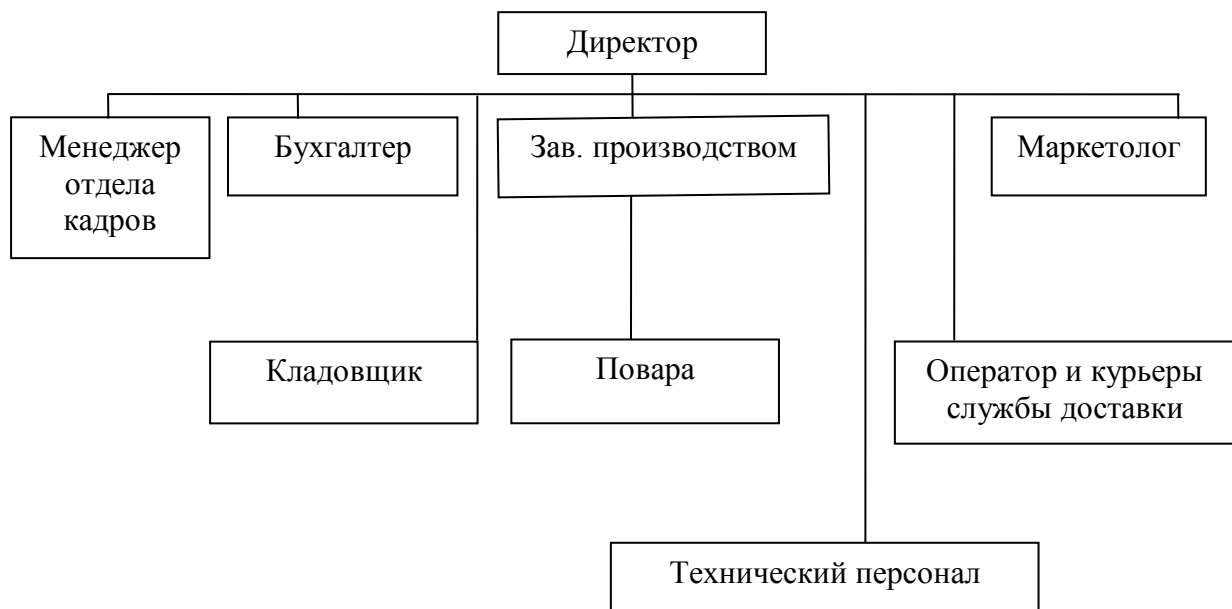 Директор
Менеджер
отдела
кадров
Бухгалтер
Зав. производством
Маркетолог
Кладовщик
Повара
Оператор и курьеры
службы доставки
Технический персонал